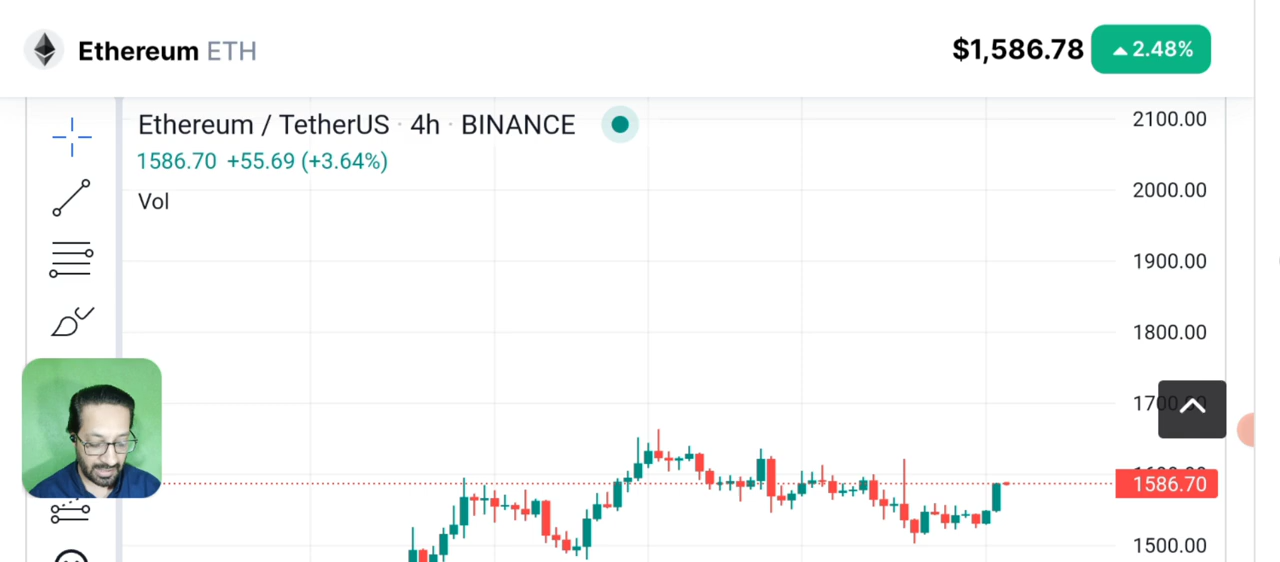 Ethereum ETH
$1,586.78
2.48%
Ethereum / TetherUS · 4h · BINANCE
1586.70 +55.69 (+3.64%)
Vol
2100.00
2000.00
1900.00
1800.00
1586.70
1500.00